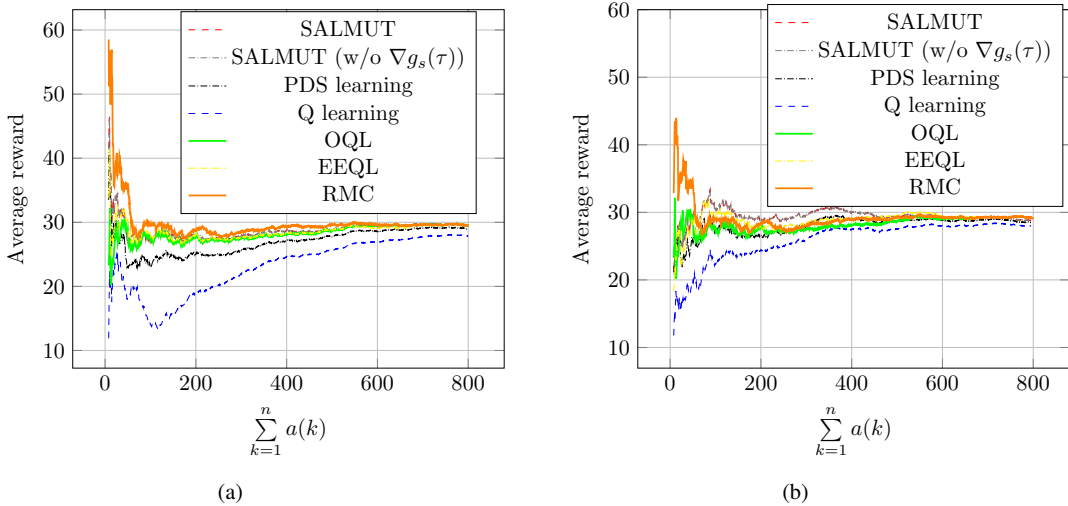 60
50
40
30
20
10
0
200
400
600
800
Average reward
n
∑ a(k)
k=1
SALMUT
SALMUT (w/o ∇g_s(τ))
PDS learning
Q learning
OQL
EEQL
RMC
(a)
60
50
40
30
20
10
0
200
400
600
800
Average reward
n
∑ a(k)
k=1
SALMUT
SALMUT (w/o ∇g_s(τ))
PDS learning
Q learning
OQL
EEQL
RMC
(b)